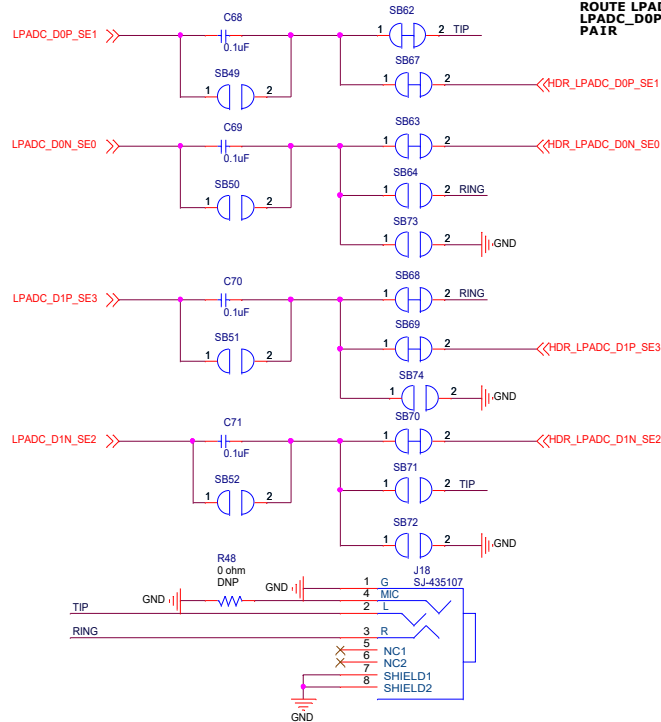 ROUTE LPAD
LPADC_D0P
PAIR
LPADC_D0P_SE1
C68
0.1uF
SB49
1 2
SB62
1 2 TIP
SB67
1 2
HDR_LPADC_D0P_SE1
LPADC_D0N_SE0
C69
0.1uF
SB50
1 2
SB63
1 2
HDR_LPADC_D0N_SE0
SB64
1 2 RING
SB73
1 2
GND
LPADC_D1P_SE3
C70
0.1uF
SB51
1 2
SB68
1 2 RING
SB69
1 2
HDR_LPADC_D1P_SE3
SB74
1 2
GND
LPADC_D1N_SE2
C71
0.1uF
SB52
1 2
SB70
1 2
HDR_LPADC_D1N_SE2
SB71
1 2 TIP
SB72
1 2
GND
R48
0 ohm
DNP
GND
GND
TIP
RING
J18
SJ-435107
1 G
4 MIC
2 L
3 R
5 NC1
6 NC2
7 SHIELD1
8 SHIELD2
GND